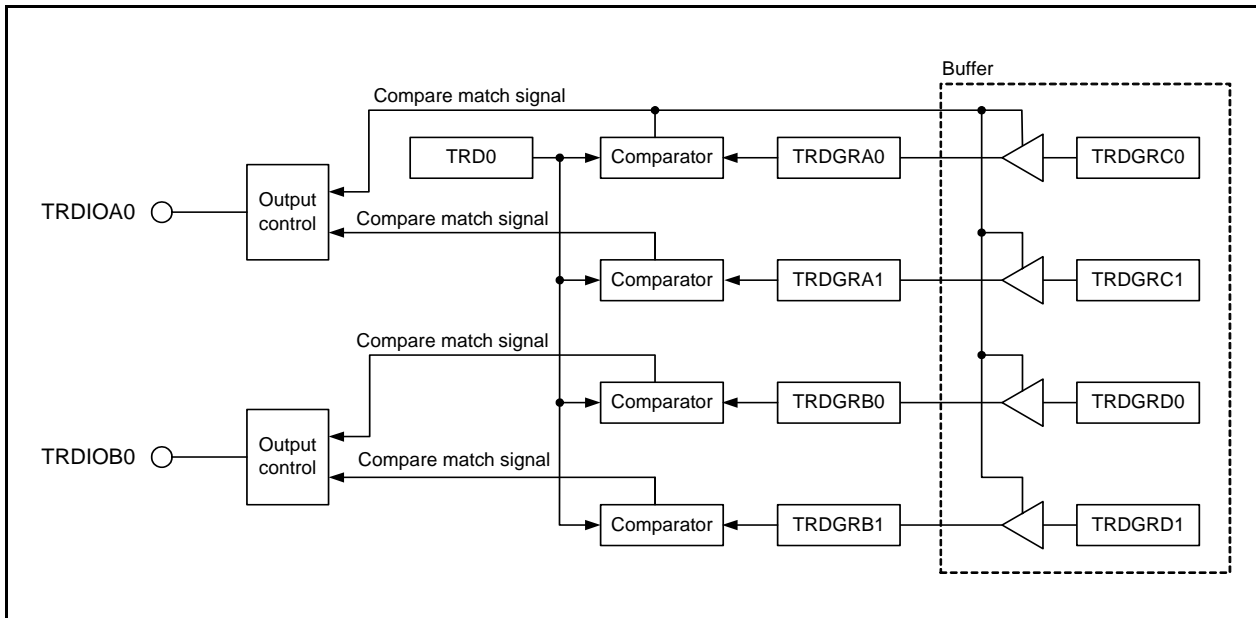 Buffer
Compare match signal
TRD0
Comparator
TRDGRA0
TRDGRC0
TRDIOA0
Output
control
Compare match signal
Comparator
TRDGRA1
TRDGRC1
Compare match signal
Comparator
TRDGRB0
TRDGRD0
TRDIOB0
Output
control
Compare match signal
Comparator
TRDGRB1
TRDGRD1